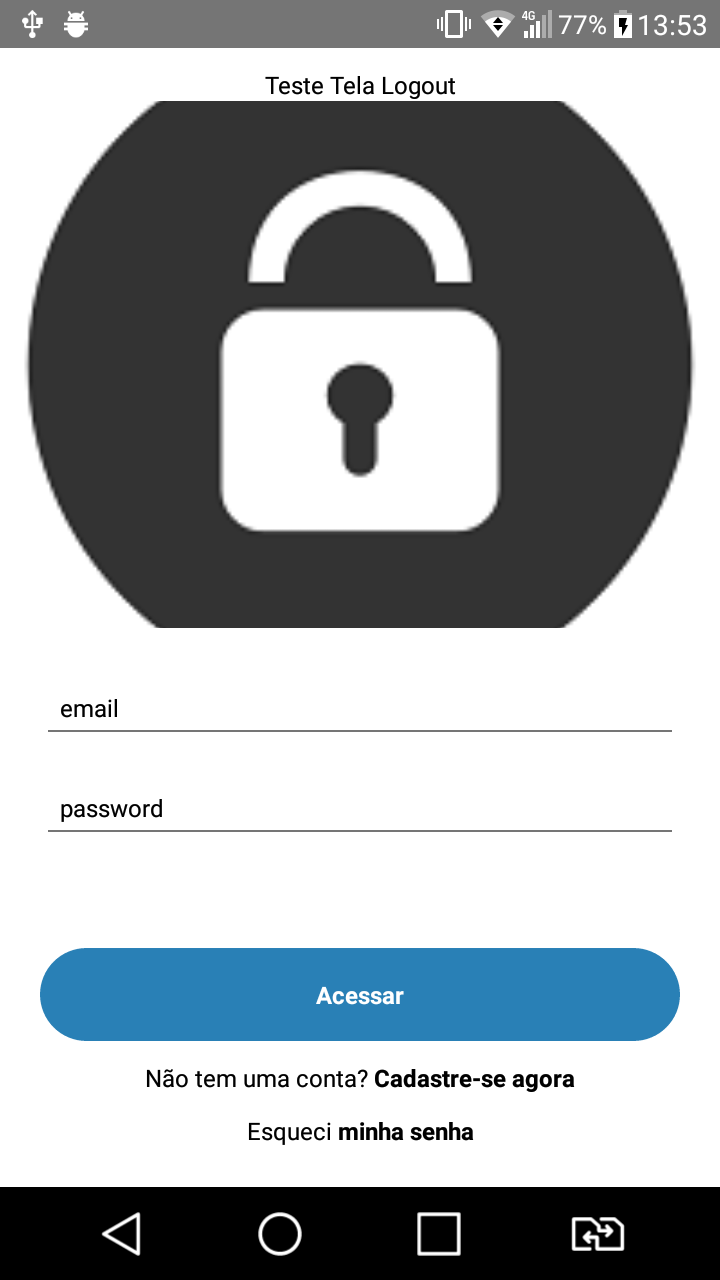 4G 77% 13:53
Teste Tela Logout
email
password
Acessar
Não tem uma conta? Cadastre-se agora
Esqueci minha senha